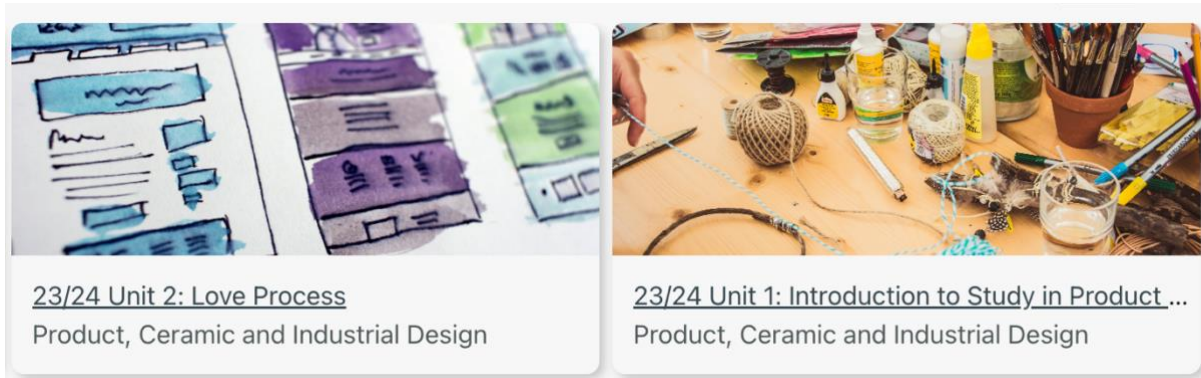 23/24 Unit 2: Love Process
Product, Ceramic and Industrial Design
23/24 Unit 1: Introduction to Study in Product ...
Product, Ceramic and Industrial Design